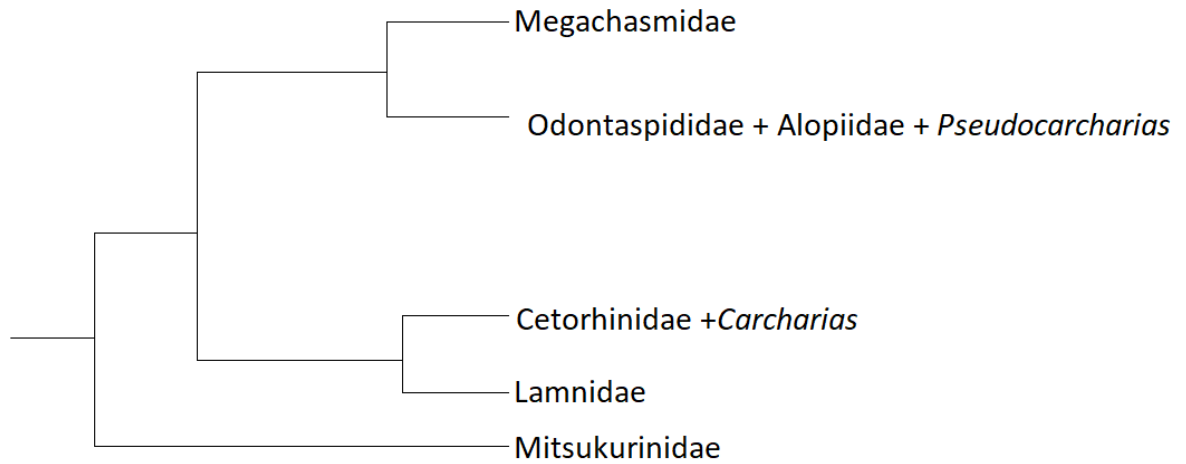 Megachasmidae
Odontaspididae + Alopiidae + Pseudocarcharias
Cetorhinidae +Carcharias
Lamnidae
Mitsukurinidae